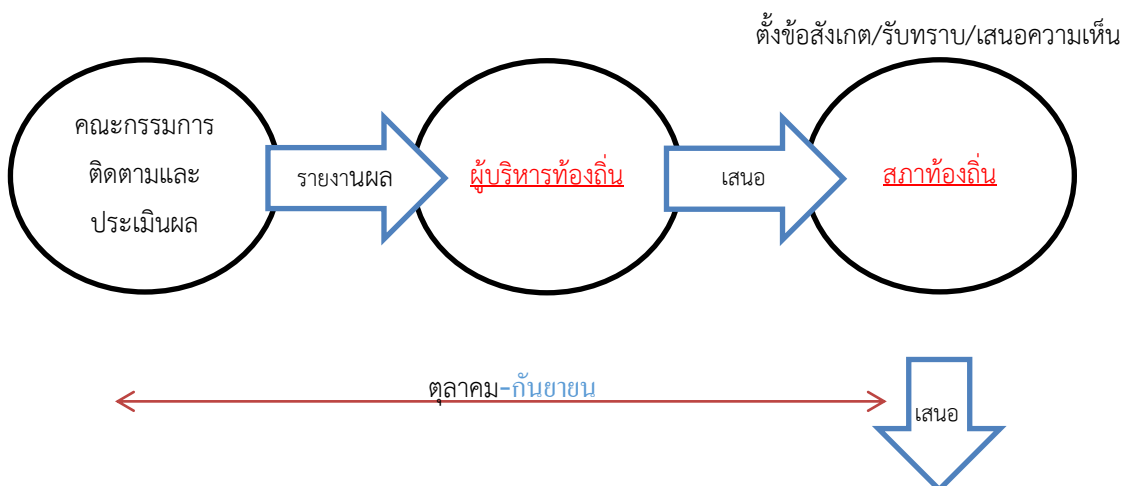 ตั้งข้อสังเกต/รับทราบ/เสนอความเห็น
คณะกรรมการ
ติดตามและ
ประเมินผล
รายงานผล
ผู้บริหารท้องถิ่น
เสนอ
สภาท้องถิ่น
ตุลาคม-กันยายน
เสนอ